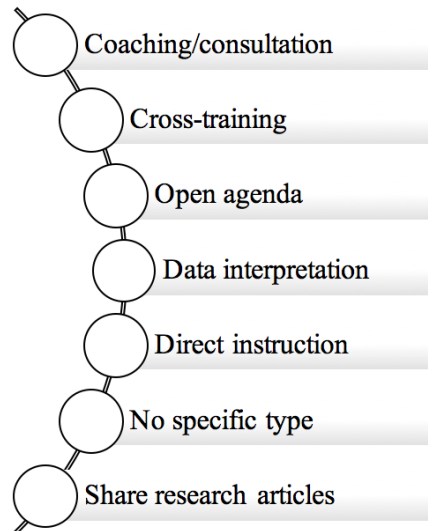 Coaching/consultation
Cross-training
Open agenda
Data interpretation
Direct instruction
No specific type
Share research articles